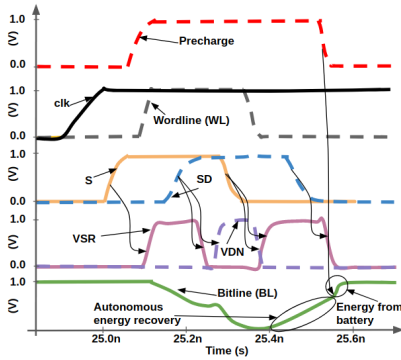 1.0
Precharge
(V)
0.0
1.0
clk
(V)
Wordline (WL)
0.0
1.0
S
SD
(V)
0.0
1.0
VSR
VDN
(V)
0.0
1.0
Bitline (BL)
Autonomous
energy recovery
Energy from
battery
(V)
25.0n
25.2n
25.4n
25.6n
Time (s)